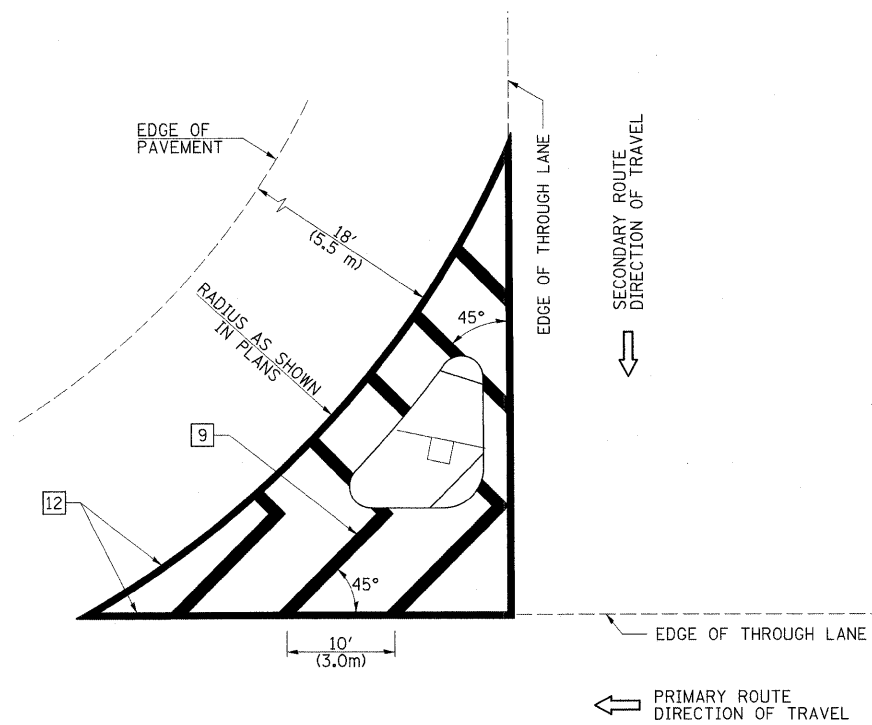 EDGE OF
PAVEMENT
18'
(5.5 m)
RADIUS AS SHOWN
IN PLANS
EDGE OF THROUGH LANE
SECONDARY ROUTE
DIRECTION OF TRAVEL
45°
9
12
45°
10'
(3.0m)
EDGE OF THROUGH LANE
PRIMARY ROUTE
DIRECTION OF TRAVEL